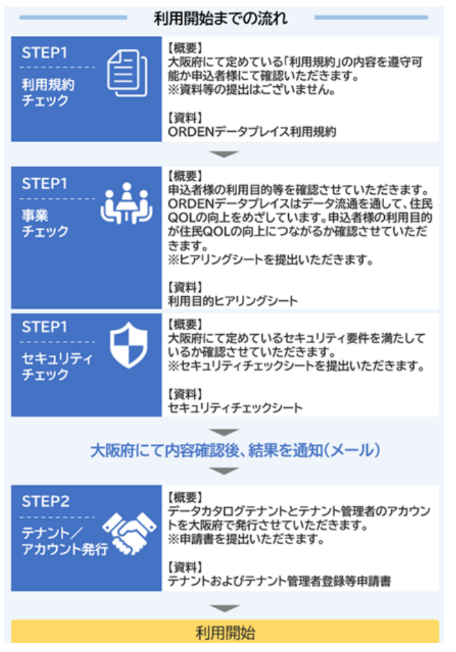 利用開始までの流れ
STEP1
利用規約
チェック
【概要】
大阪府にて定めている「利用規約」の内容を遵守可
能か申込者様にて確認いただきます。
※資料等の提出はございません。
【資料】
ORDENデータプレイス利用規約
STEP1
事業
チェック
【概要】
申込者様の利用目的等を確認させていただきます。
ORDENデータプレイスはデータ流通を通して、住民
QOLの向上をめざしています。申込者様の利用目的
が住民QOLの向上につながるか確認させていただ
きます。
※ヒアリングシートを提出いただきます。
【資料】
利用目的ヒアリングシート
STEP1
セキュリティ
チェック
【概要】
大阪府にて定めているセキュリティ要件を満たして
いるか確認させていただきます。
※セキュリティチェックシートを提出いただきます。
【資料】
セキュリティチェックシート
大阪府にて内容確認後、結果を通知(メール)
STEP2
テナント／
アカウント発行
【概要】
データカタログテナントとテナント管理者のアカウン
トを大阪府で発行させていただきます。
※申請書を提出いただきます。
【資料】
テナントおよびテナント管理者登録等申請書
利用開始